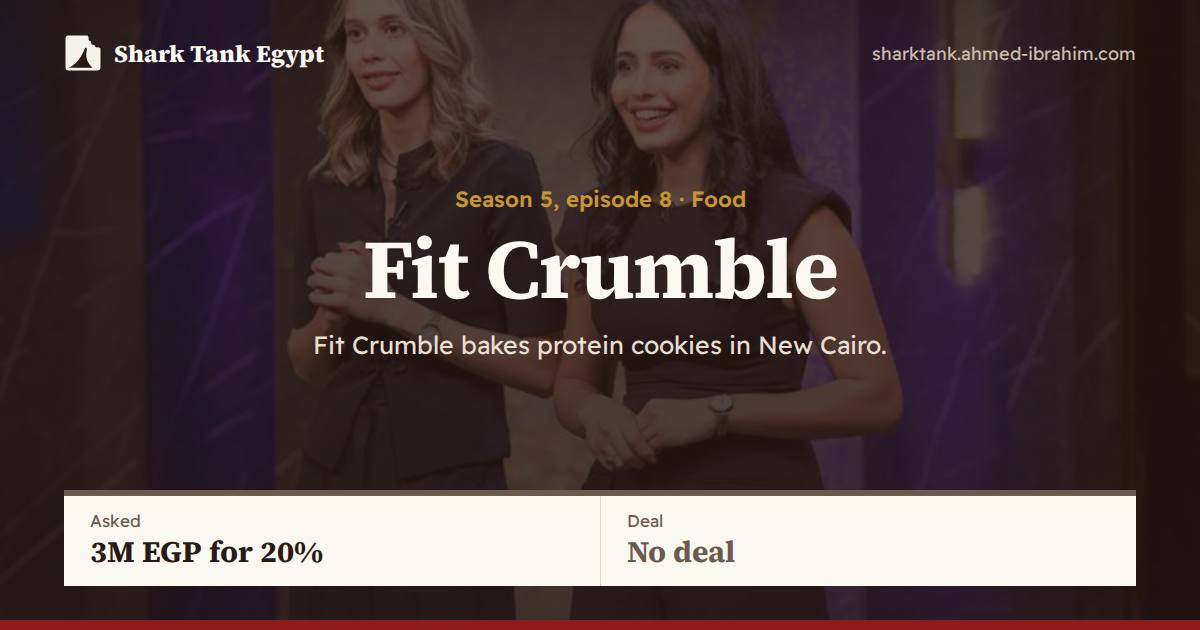 Shark Tank Egypt
sharktank.ahmed-ibrahim.com
Season 5, episode 8 · Food
Fit Crumble
Fit Crumble bakes protein cookies in New Cairo.
Asked
3M EGP for 20%
Deal
No deal